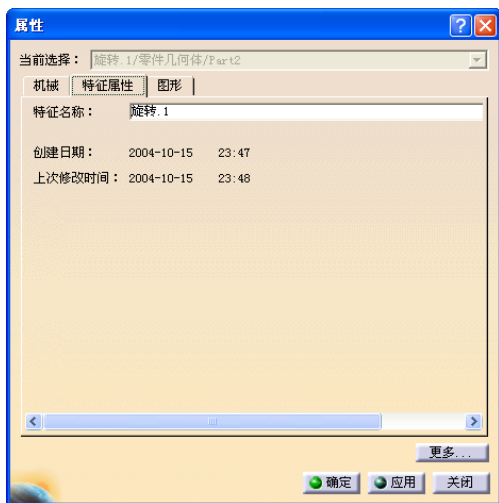 属性
当前选择： 旋转.1/零件几何体/Part2
机械 特征属性 图形
特征名称： 旋转.1
创建日期： 2004-10-15 23:47
上次修改时间： 2004-10-15 23:48
更多...
确定 应用 关闭